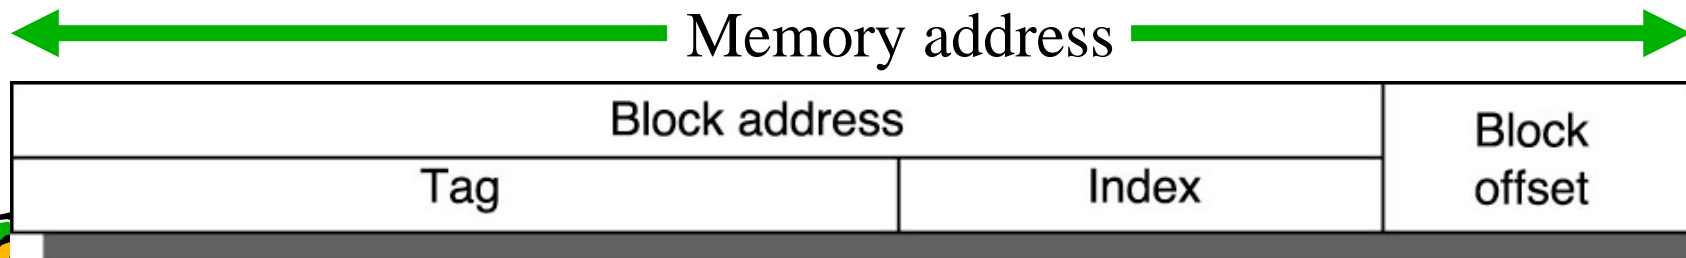 Memory address
Block address
Block
offset
Tag
Index